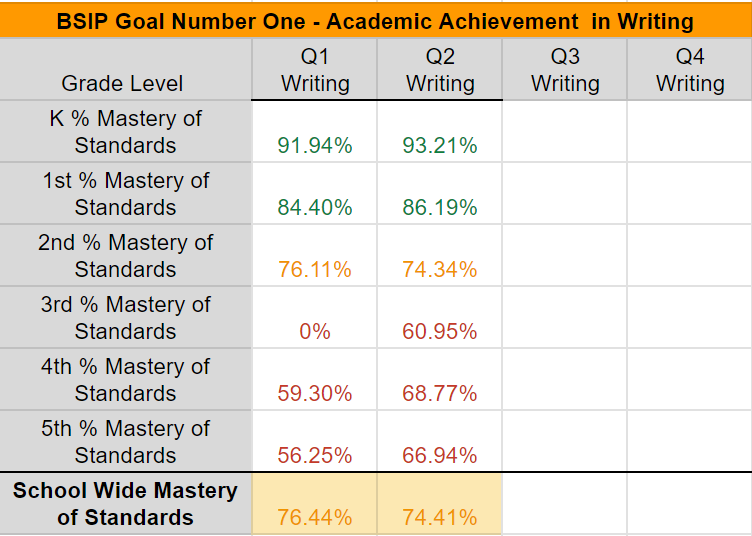 BSIP Goal Number One - Academic Achievement in Writing
Grade Level Q1 Writing Q2 Writing Q3 Writing Q4 Writing
K % Mastery of Standards 91.94% 93.21%
1st % Mastery of Standards 84.40% 86.19%
2nd % Mastery of Standards 76.11% 74.34%
3rd % Mastery of Standards 0% 60.95%
4th % Mastery of Standards 59.30% 68.77%
5th % Mastery of Standards 56.25% 66.94%
School Wide Mastery of Standards 76.44% 74.41%